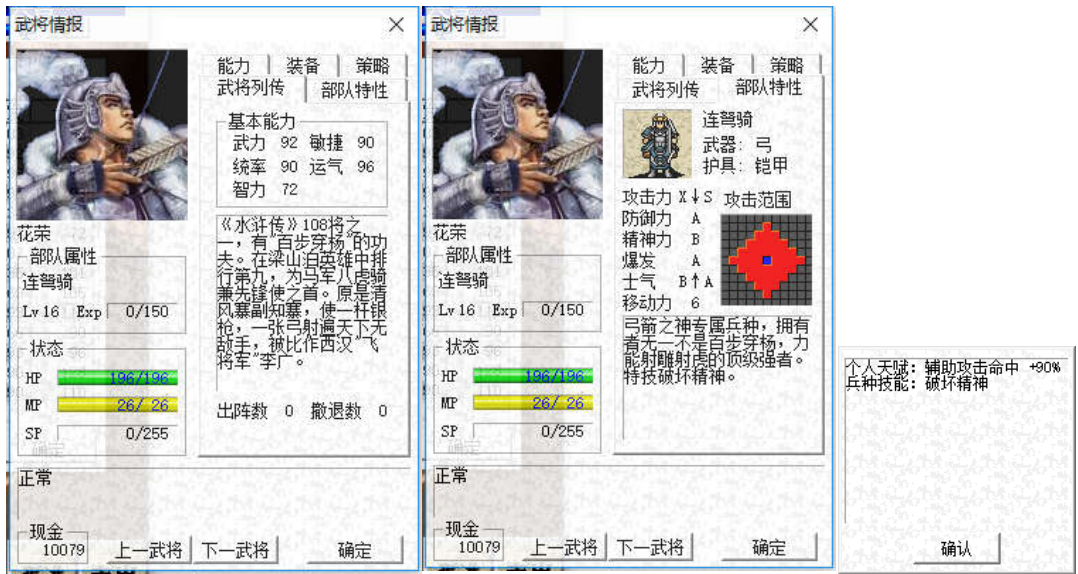 武将情报
能力 装备 策略
武将列传 部队特性
基本能力
武力 92 敏捷 90
统率 90 运气 96
智力 72
《水浒传》108将之
一，有"百步穿杨"的功
夫。在梁山泊英雄中排
行第九，为马军八虎骑
兼先锋使之首。原是清
风寨副知寨，使一杆银
枪，一张弓射遍天下无
敌手，被比作西汉"飞
将军"李广。
出阵数 0 撤退数 0
花荣
部队属性
连弩骑
Lv 16 Exp 0/150
状态
HP 196/196
MP 26/ 26
SP 0/255
正常
现金
10079
上一武将 下一武将 确定
武将情报
能力 装备 策略
武将列传 部队特性
连弩骑
武器：弓
护具：铠甲
攻击力 X↓S 攻击范围
防御力 A
精神力 B
爆发 A
士气 B↑A
移动力 6
弓箭之神专属兵种，拥有
者无一不是百步穿杨，力
能射雕射虎的顶级强者。
特技破坏精神。
花荣
部队属性
连弩骑
Lv 16 Exp 0/150
状态
HP 196/196
MP 26/ 26
SP 0/255
正常
现金
10079
上一武将 下一武将 确定
个人天赋：辅助攻击命中 +90%
兵种技能：破坏精神
确认